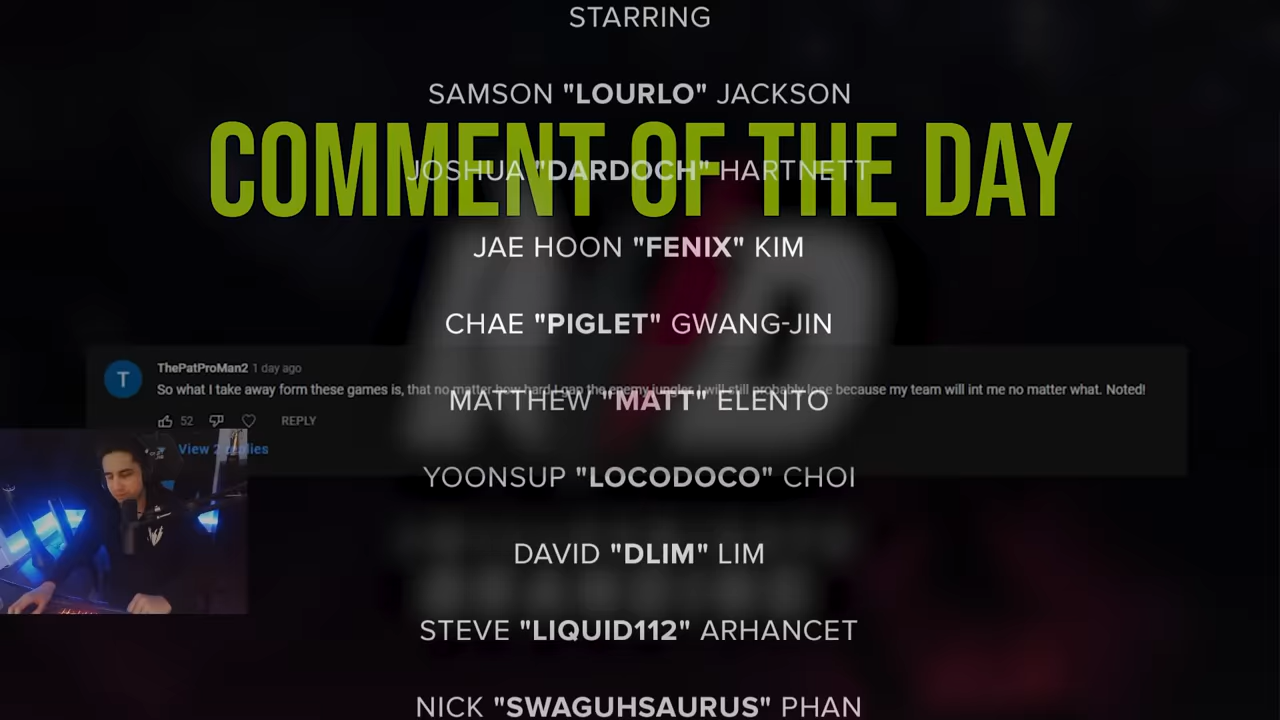 STARRING
SAMSON "LOURLO" JACKSON
COMMENT OF THE DAY
JOSHUA "DARDOCH" HARTNETT
JAE HOON "FENIX" KIM
CHAE "PIGLET" GWANG-JIN
T
ThePatProMan2 1 day ago
So what I take away form these games is, that no matter how hard I gap the enemy jungler I will still probably lose because my team will int me no matter what. Noted!
MATTHEW "MATT" ELENTO
52 REPLY
View 2 replies
YOONSUP "LOCODOCO" CHOI
DAVID "DLIM" LIM
STEVE "LIQUID112" ARHANCET
NICK "SWAGUHSAURUS" PHAN